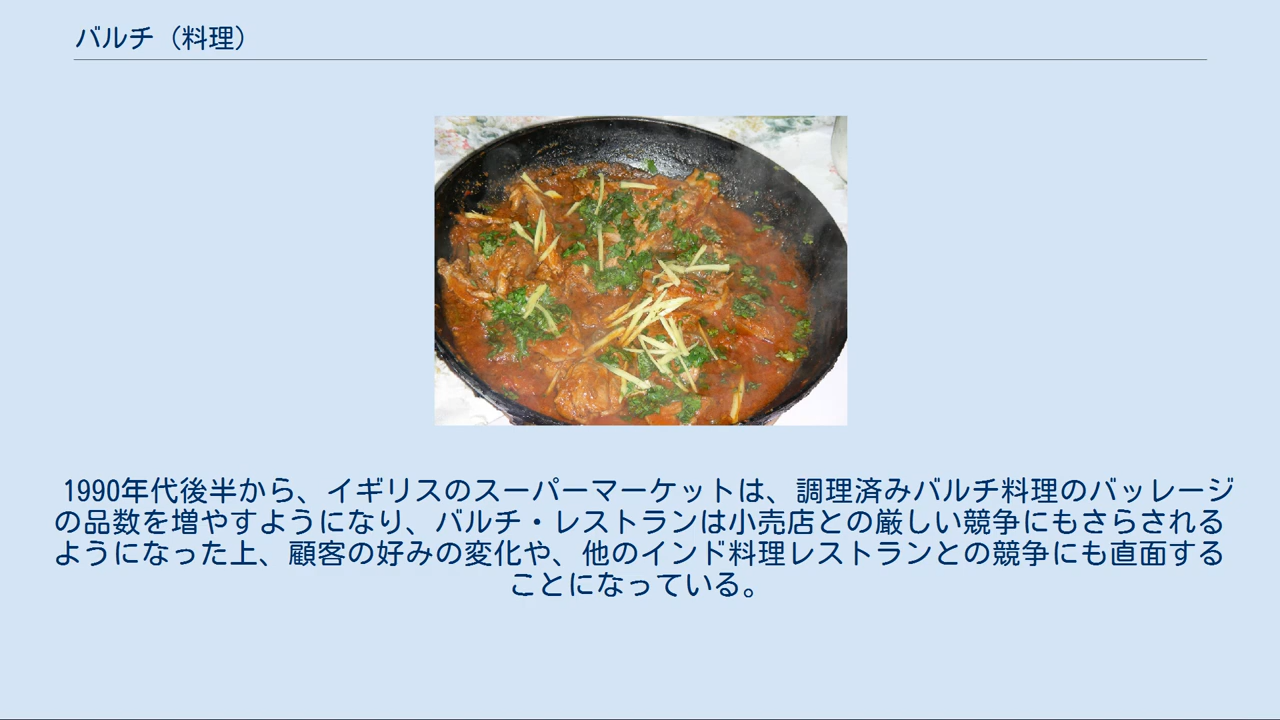 バルチ（料理）
1990年代後半から、イギリスのスーパーマーケットは、調理済みバルチ料理のバッレージ
の品数を増やすようになり、バルチ・レストランは小売店との厳しい競争にもさらされる
ようになった上、顧客の好みの変化や、他のインド料理レストランとの競争にも直面する
ことになっている。